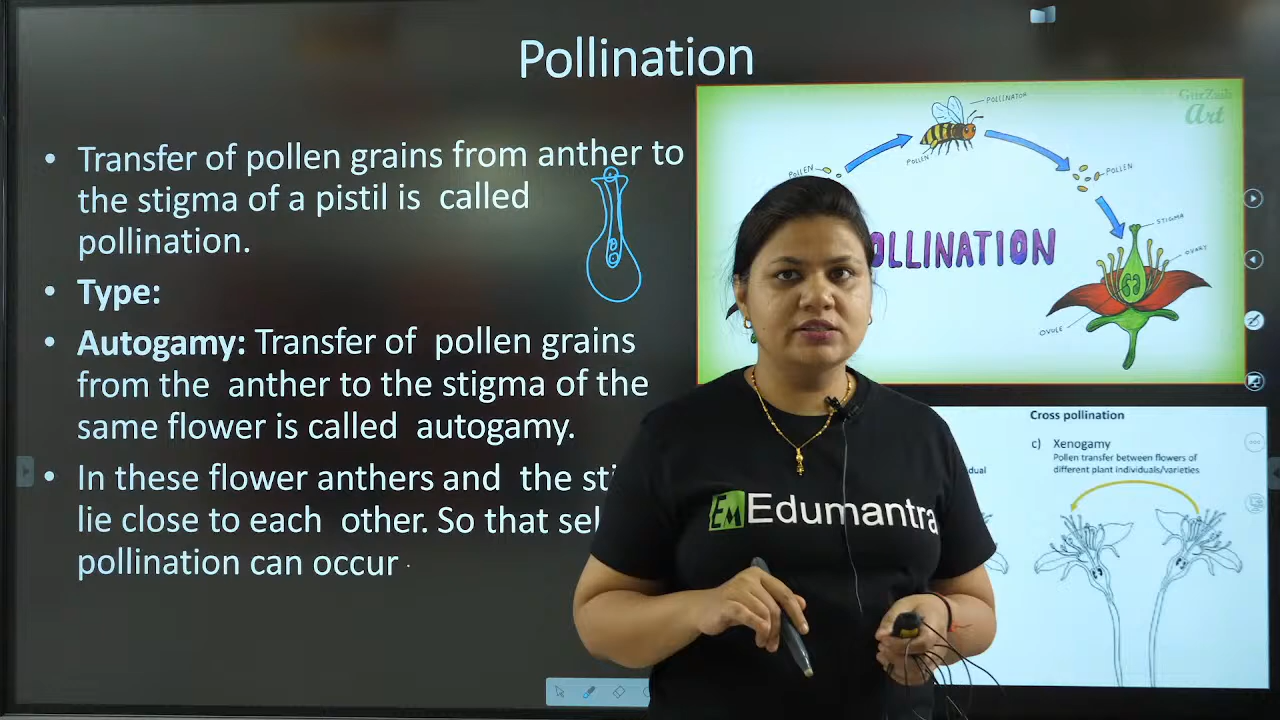 Pollination
• Transfer of pollen grains from anther to
the stigma of a pistil is called
pollination.
• Type:
• Autogamy: Transfer of pollen grains
from the anther to the stigma of the
same flower is called autogamy.
• In these flower anthers and the
lie close to each other. So that
pollination can occur
Art
POLLINATOR
POLLEN
POLLEN
POLLEN
STIGMA
OVARY
OVULE
OLLINATION
Cross pollination
c) Xenogamy
Pollen transfer between flowers of
different plant individuals/varieties
EM Edumantra